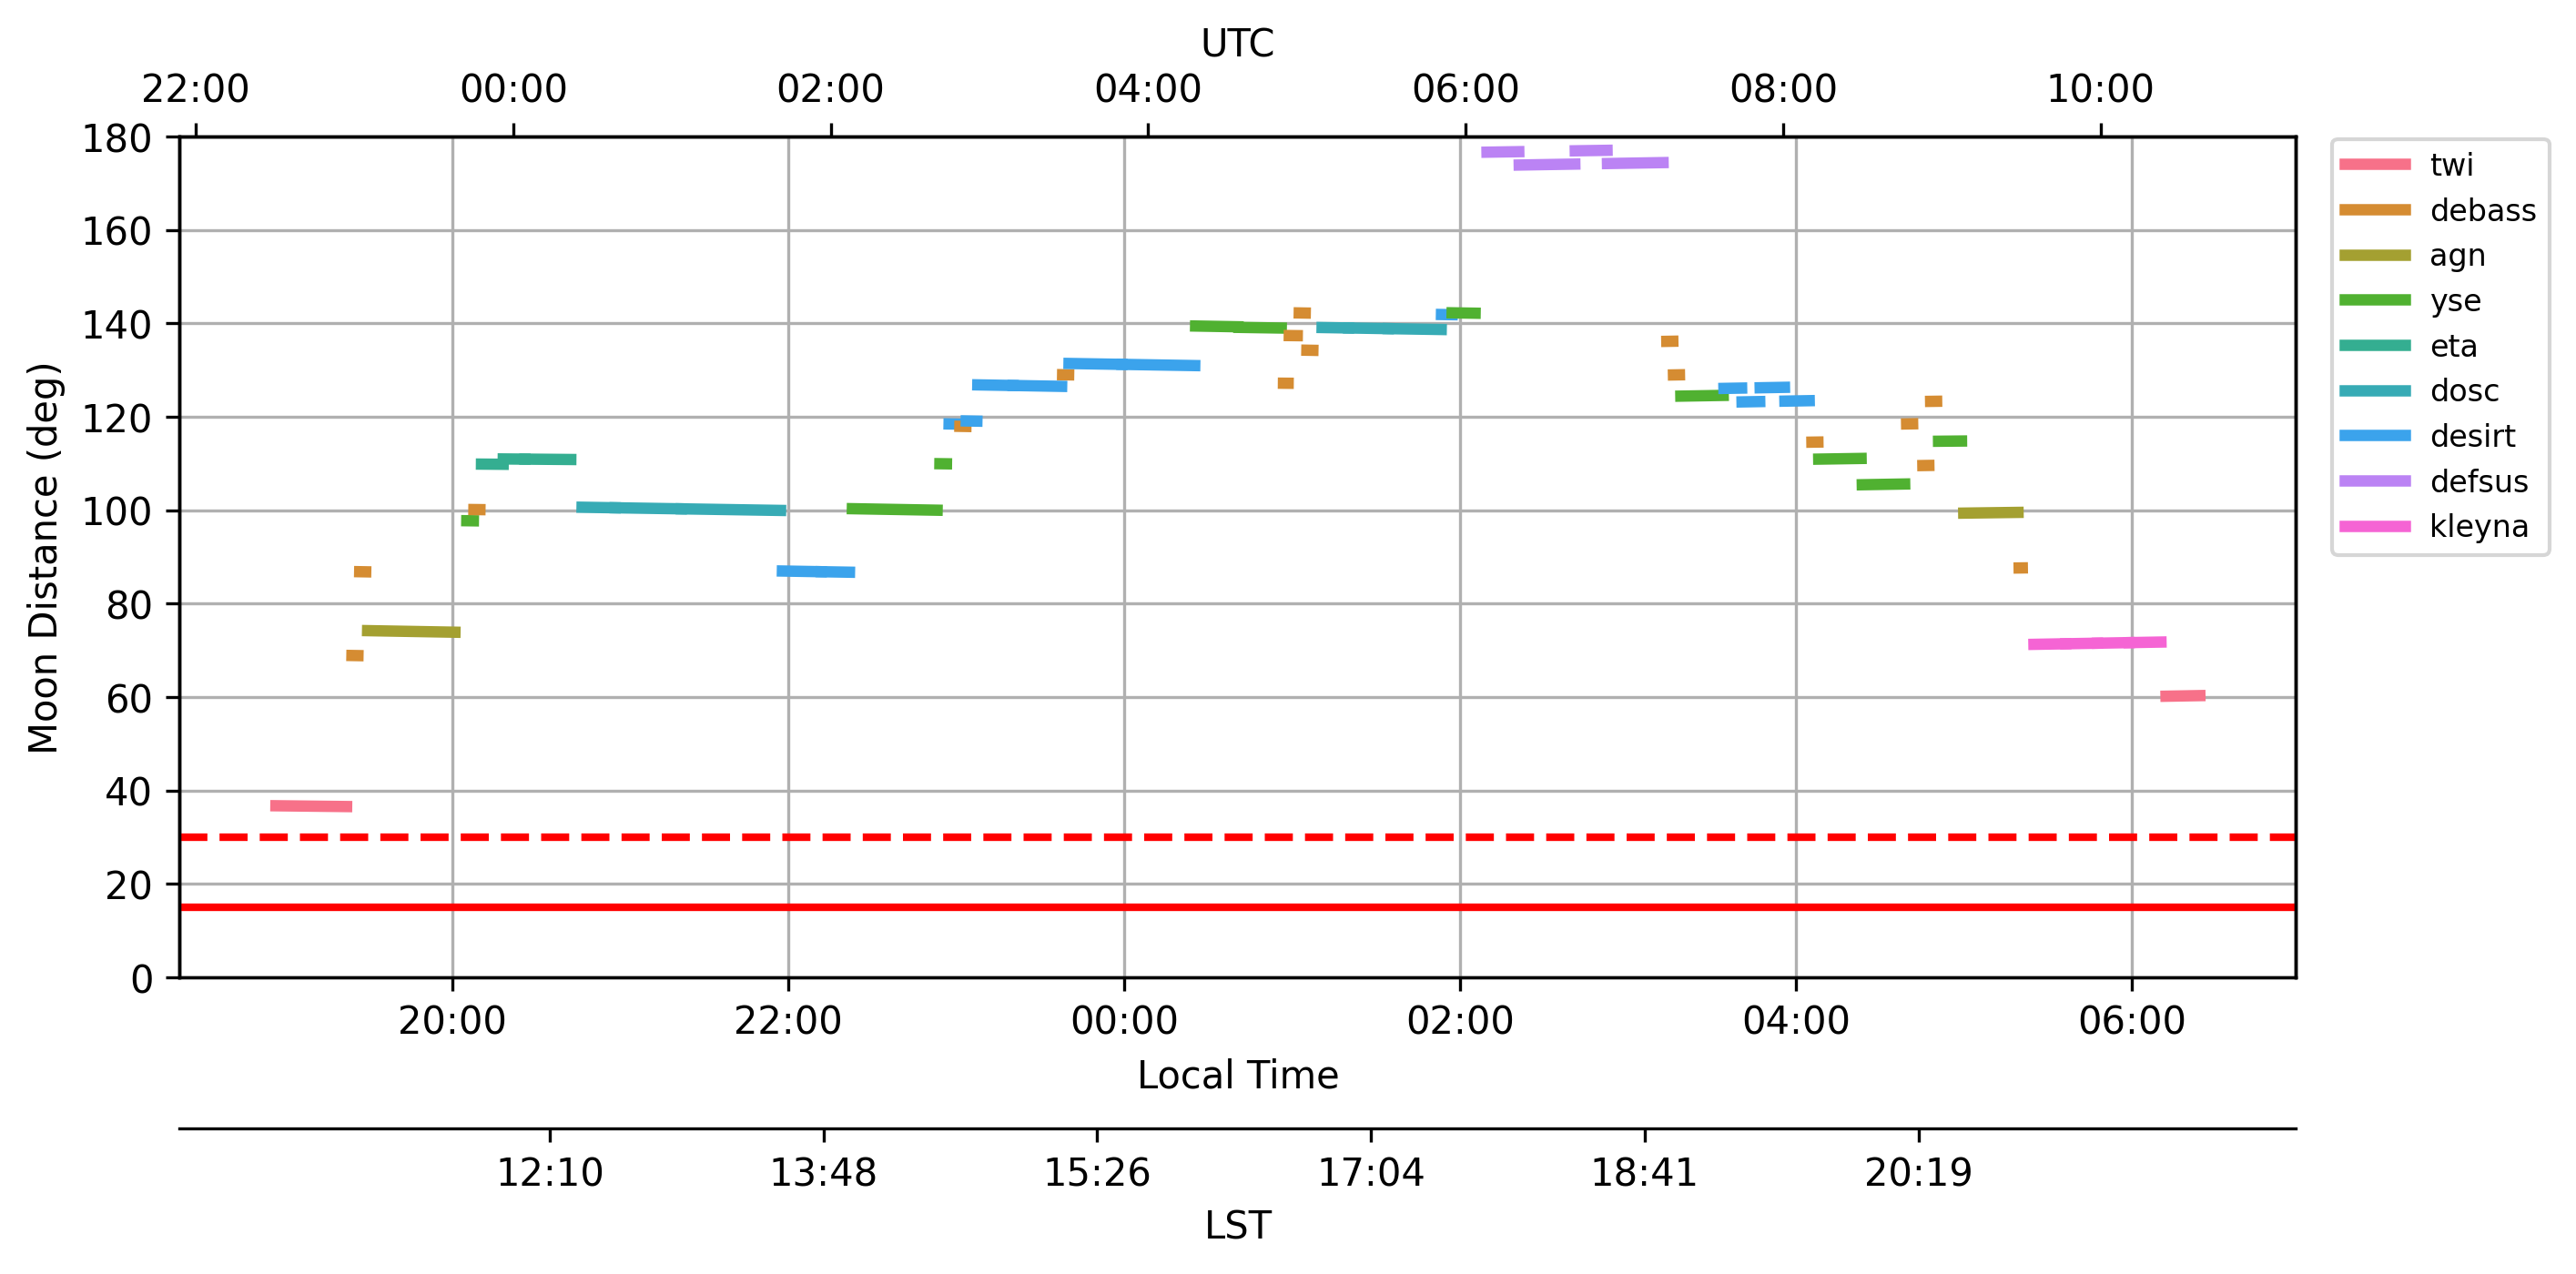 UTC
22:00 00:00 02:00 04:00 06:00 08:00 10:00
Moon Distance (deg)
180
160
140
120
100
80
60
40
20
0
twi
debass
agn
yse
eta
dosc
desirt
defsus
kleyna
20:00 22:00 00:00 02:00 04:00 06:00
Local Time
12:10 13:48 15:26 17:04 18:41 20:19
LST